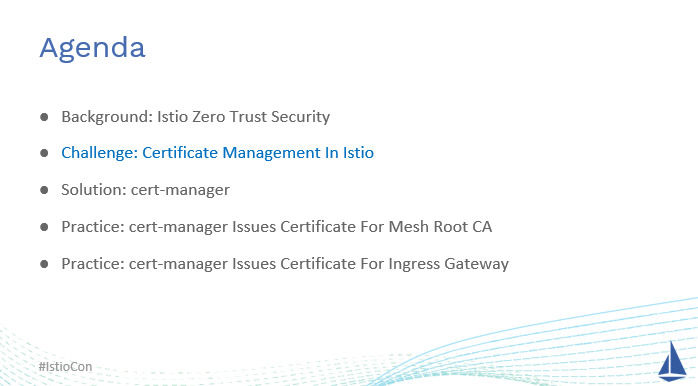 Agenda
● Background: Istio Zero Trust Security
● Challenge: Certificate Management In Istio
● Solution: cert-manager
● Practice: cert-manager Issues Certificate For Mesh Root CA
● Practice: cert-manager Issues Certificate For Ingress Gateway
#IstioCon